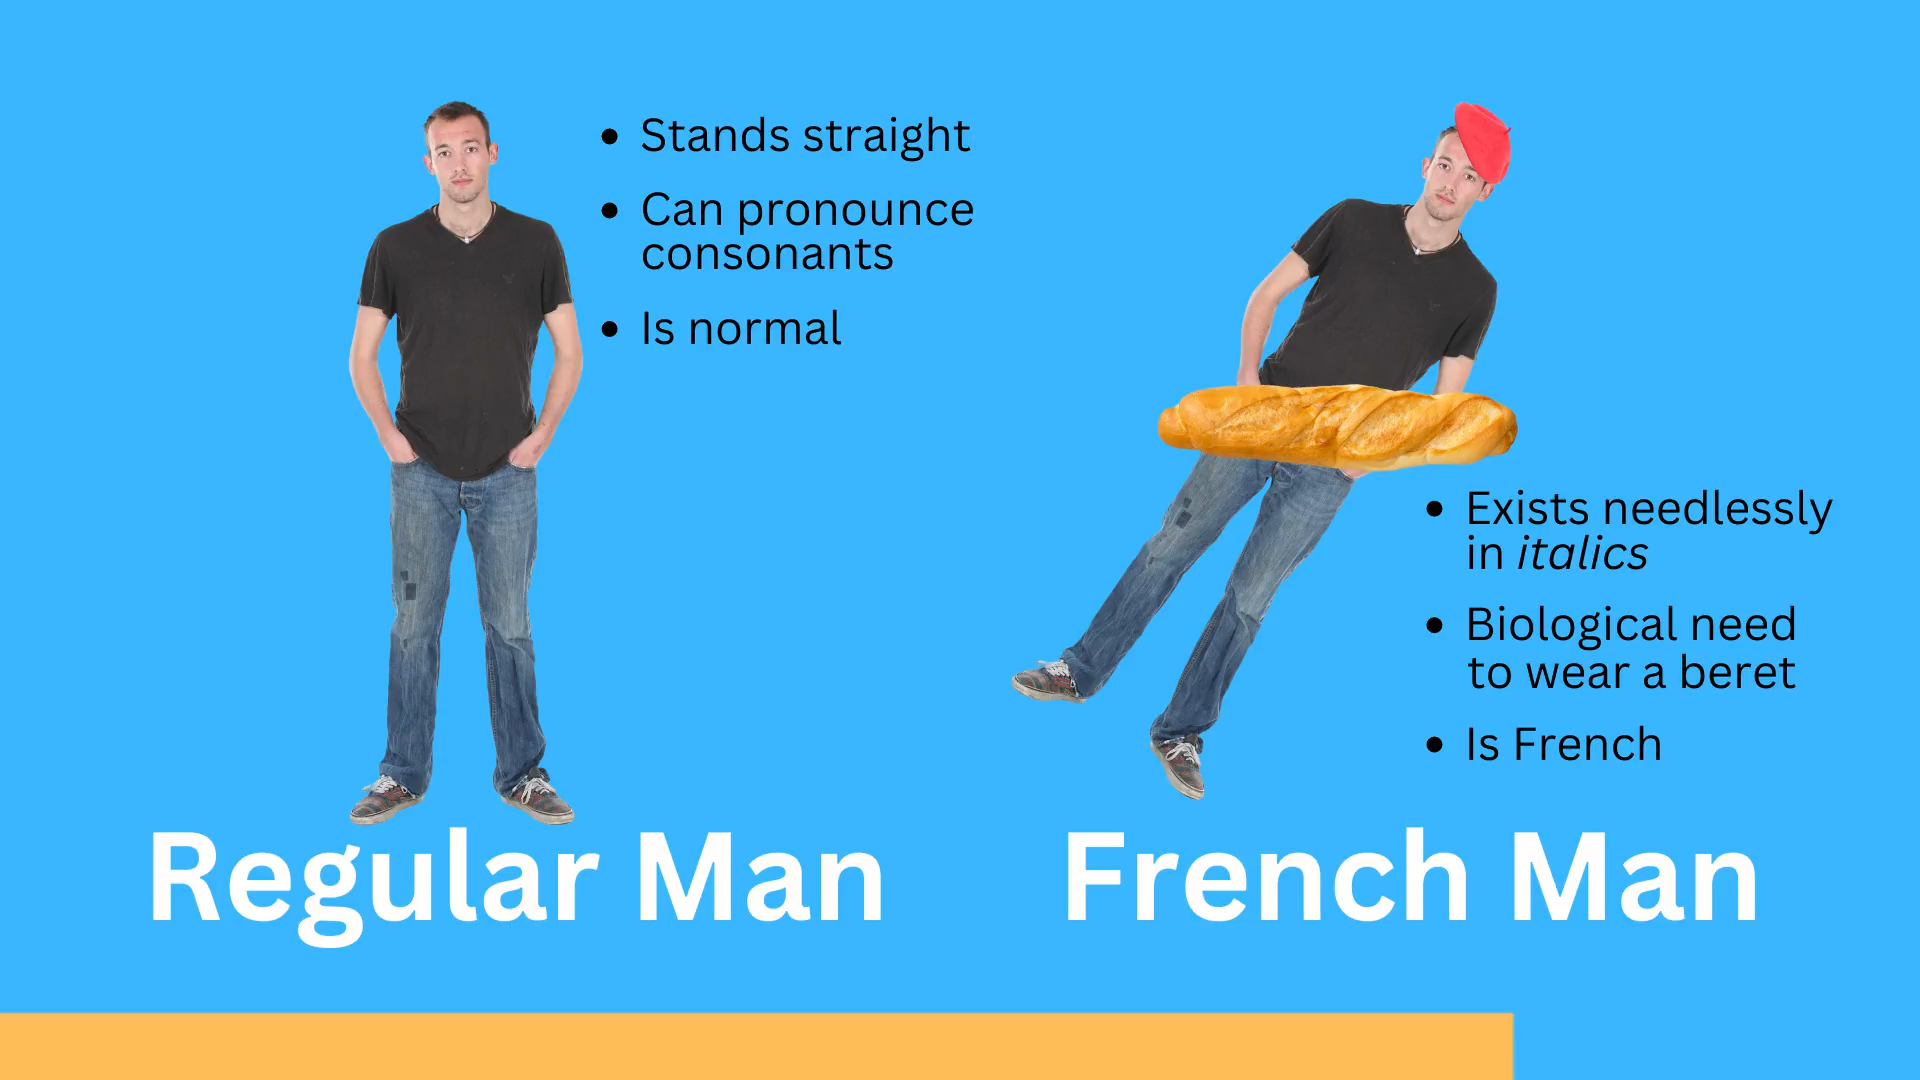 • Stands straight
• Can pronounce
consonants
• Is normal
Regular Man
• Exists needlessly
in italics
• Biological need
to wear a beret
• Is French
French Man